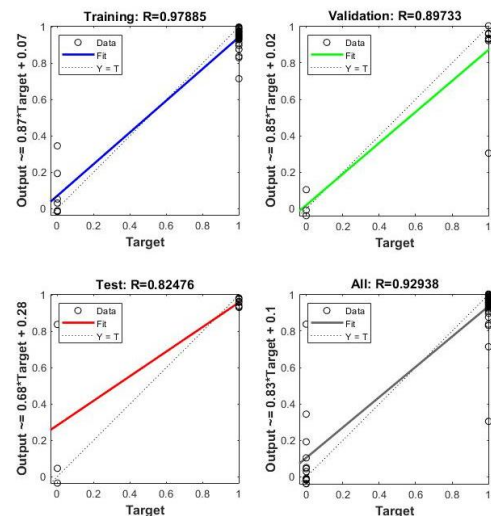 Training: R=0.97885
Output ~= 0.87*Target + 0.07
1
0.8
0.6
0.4
0.2
0
Data
Fit
Y = T
0 0.2 0.4 0.6 0.8 1
Target
Validation: R=0.89733
Output ~= 0.85*Target + 0.02
1
0.8
0.6
0.4
0.2
0
Data
Fit
Y = T
0 0.2 0.4 0.6 0.8 1
Target
Test: R=0.82476
Output ~= 0.68*Target + 0.28
1
0.8
0.6
0.4
0.2
0
Data
Fit
Y = T
0 0.2 0.4 0.6 0.8 1
Target
All: R=0.92938
Output ~= 0.83*Target + 0.1
1
0.8
0.6
0.4
0.2
0
Data
Fit
Y = T
0 0.2 0.4 0.6 0.8 1
Target